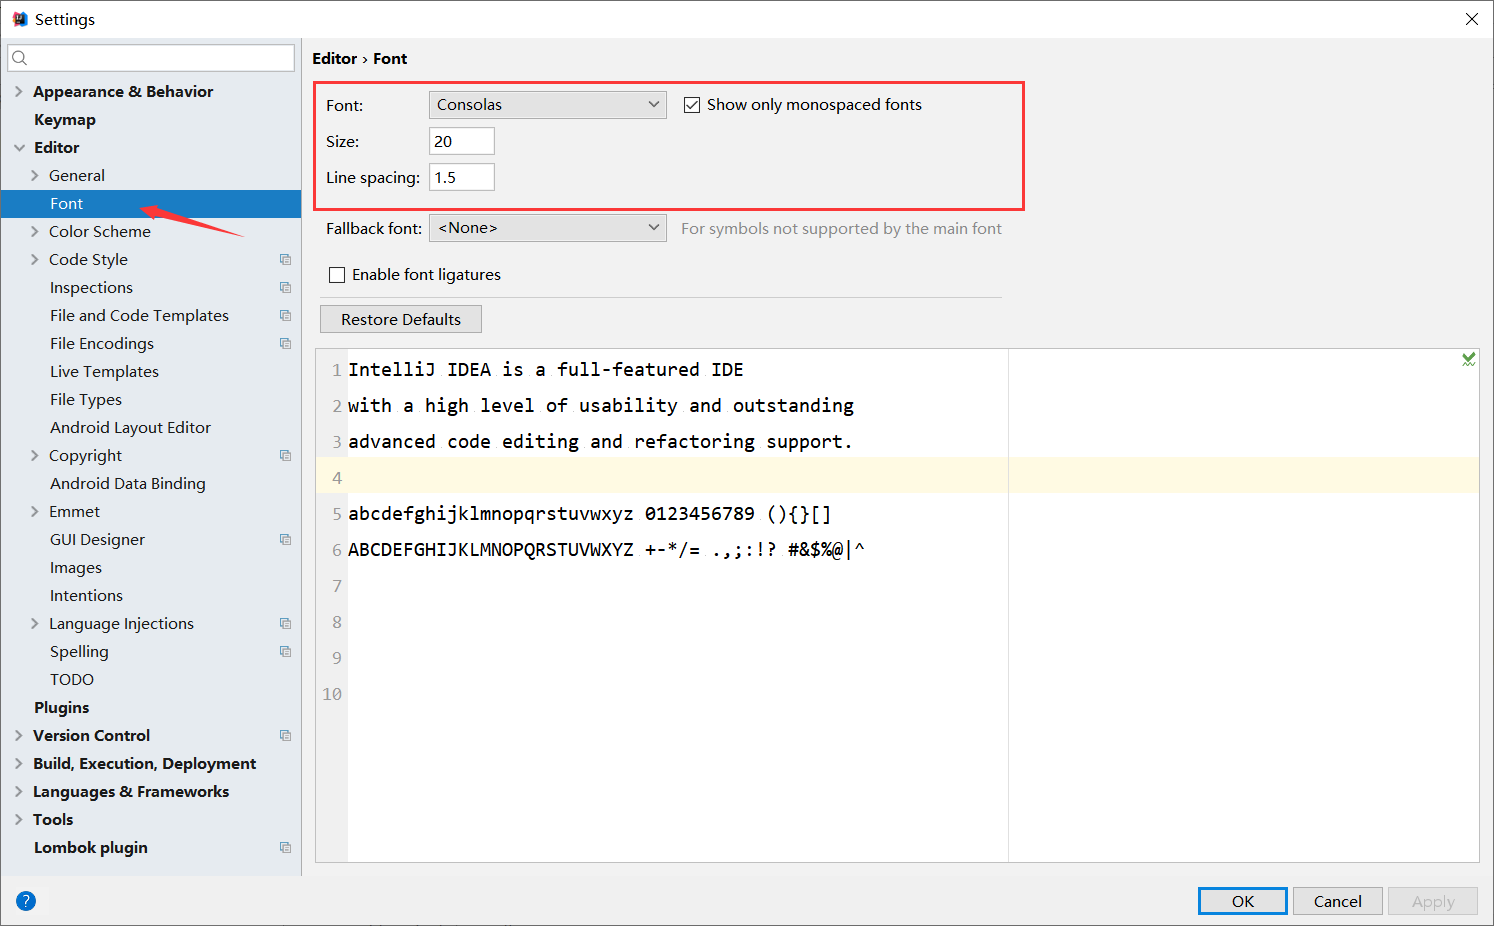 Settings
Appearance & Behavior
Keymap
Editor
General
Font
Color Scheme
Code Style
Inspections
File and Code Templates
File Encodings
Live Templates
File Types
Android Layout Editor
Copyright
Android Data Binding
Emmet
GUI Designer
Images
Intentions
Language Injections
Spelling
TODO
Plugins
Version Control
Build, Execution, Deployment
Languages & Frameworks
Tools
Lombok plugin
?
Editor › Font
Font: Consolas Show only monospaced fonts
Size: 20
Line spacing: 1.5
Fallback font: <None> For symbols not supported by the main font
Enable font ligatures
Restore Defaults
1 IntelliJ IDEA is a full-featured IDE
2 with a high level of usability and outstanding
3 advanced code editing and refactoring support.
4
5 abcdefghijklmnopqrstuvwxyz 0123456789 (){}[]
6 ABCDEFGHIJKLMNOPQRSTUVWXYZ +-*/= .,;:!? #&$%@|^
7
8
9
10
OK Cancel Apply